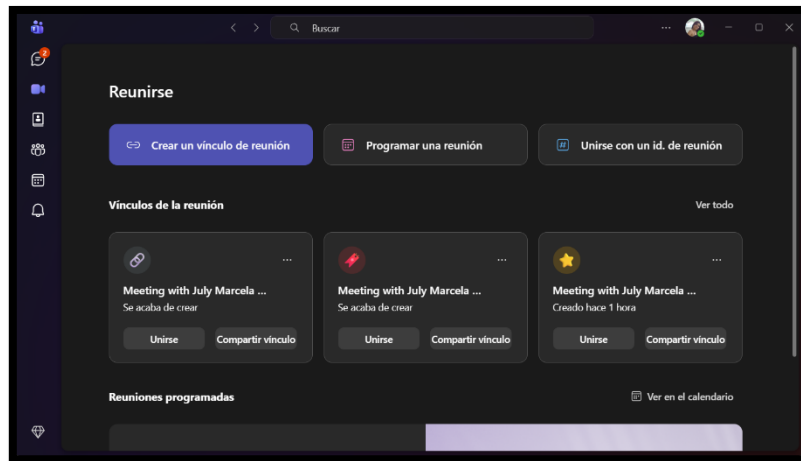 Buscar
2
Reunirse
Crear un vínculo de reunión
Programar una reunión
Unirse con un id. de reunión
Vínculos de la reunión
Ver todo
Meeting with July Marcela ...
Se acaba de crear
Unirse
Compartir vínculo
Meeting with July Marcela ...
Se acaba de crear
Unirse
Compartir vínculo
Meeting with July Marcela ...
Creado hace 1 hora
Unirse
Compartir vínculo
Reuniones programadas
Ver en el calendario